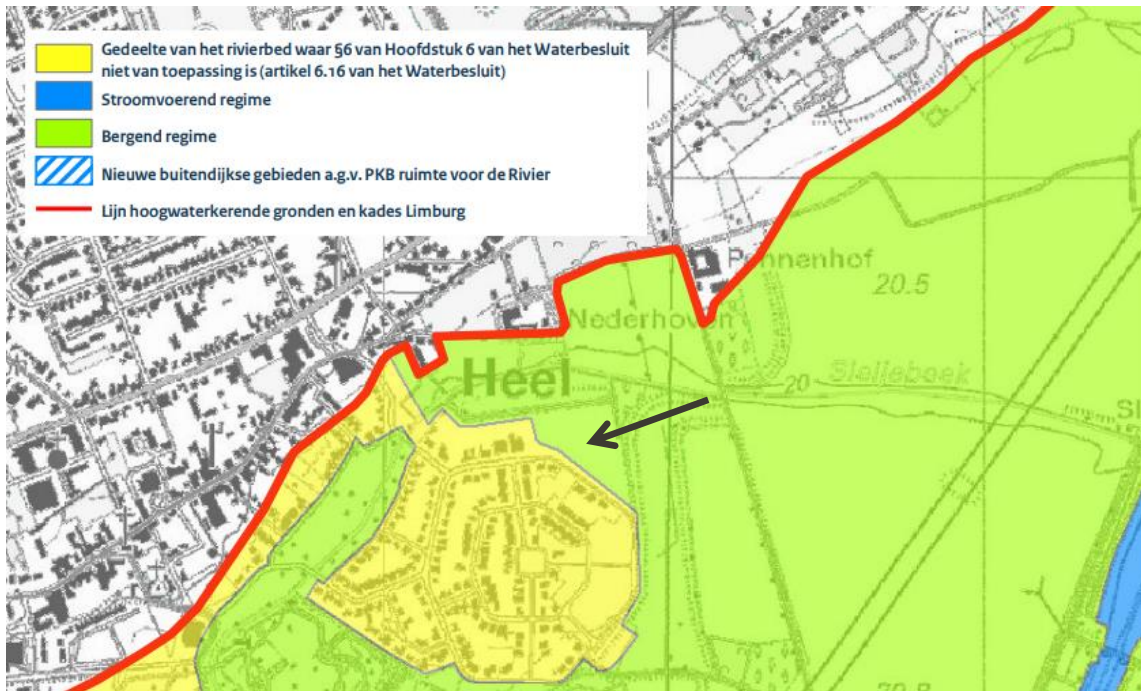 Gedeelte van het rivierbed waar §6 van Hoofdstuk 6 van het Waterbesluit
niet van toepassing is (artikel 6.16 van het Waterbesluit)
Stroomvoerend regime
Bergend regime
Nieuwe buitendijkse gebieden a.g.v. PKB ruimte voor de Rivier
Lijn hoogwaterkerende gronden en kades Limburg
Pennenhof
20.5
Nederhoven
Heel
20